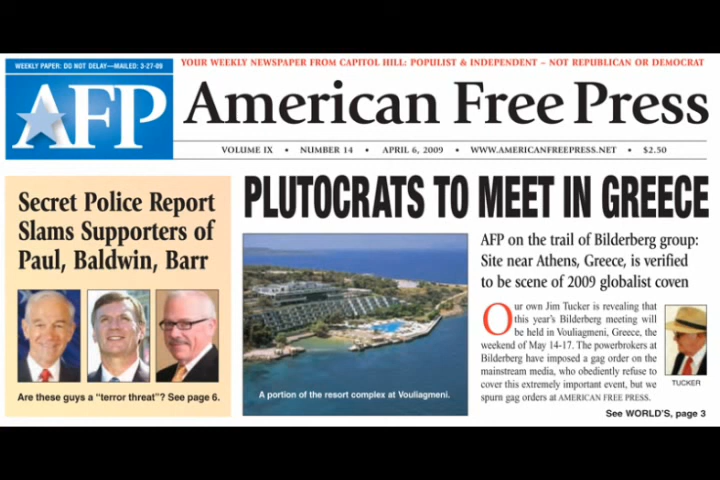 WEEKLY PAPER: DO NOT DELAY—MAILED: 3-27-09
YOUR WEEKLY NEWSPAPER FROM CAPITOL HILL: POPULIST & INDEPENDENT – NOT REPUBLICAN OR DEMOCRAT
AFP
American Free Press
VOLUME IX • NUMBER 14 • APRIL 6, 2009 • WWW.AMERICANFREEPRESS.NET • $2.50
Secret Police Report
Slams Supporters of
Paul, Baldwin, Barr
Are these guys a “terror threat”? See page 6.
PLUTOCRATS TO MEET IN GREECE
A portion of the resort complex at Vouliagmeni.
AFP on the trail of Bilderberg group:
Site near Athens, Greece, is verified
to be scene of 2009 globalist coven
Our own Jim Tucker is revealing that
this year’s Bilderberg meeting will
be held in Vouliagmeni, Greece, the
weekend of May 14-17. The powerbrokers at
Bilderberg have imposed a gag order on the
mainstream media, who obediently refuse to
cover this extremely important event, but we
spurn gag orders at AMERICAN FREE PRESS.
TUCKER
See WORLD’S, page 3